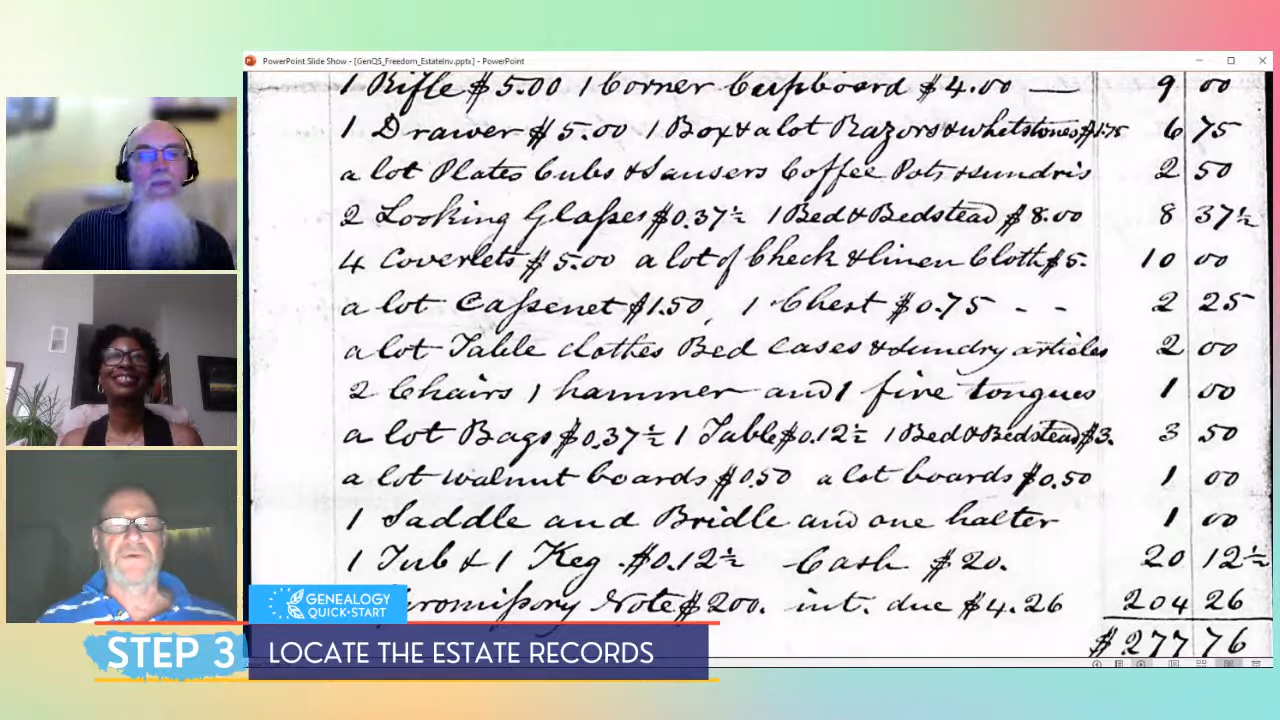 PowerPoint Slide Show - [GenQS_Freedom_EstateInv.pptx] - PowerPoint
1 Rifle $5.00 1 Corner Cupboard $4.00 — 9 00
1 Drawer $5.00 1 Box & a lot Razors & whetstones $1.75 6 75
a lot Plates Cubs & Sausers Coffee Pots & sundris 2 50
2 Looking Glaſses $0.37½ 1 Bed & Bedstead $8.00 8 37½
4 Coverlets $5.00 a lot of Check & linen Cloth $5. 10 00
a lot Caſsenet $1.50, 1 Chest $0.75 - - 2 25
a lot Table clothes Bed cases & sundry articles 2 00
2 Chairs 1 hammer and 1 fire tongues 1 00
a lot Bags $0.37½ 1 Table $0.12½ 1 Bed & Bedstead $3. 3 50
a lot walnut boards $0.50 a lot boards $0.50 1 00
1 Saddle and Bridle and one halter 1 00
1 Tub & 1 Keg .$0.12½ Cash $20. 20 12½
romiſsory Note $200. int. due $4.26 204 26
$277 76
GENEALOGY
QUICK•START
STEP 3 LOCATE THE ESTATE RECORDS